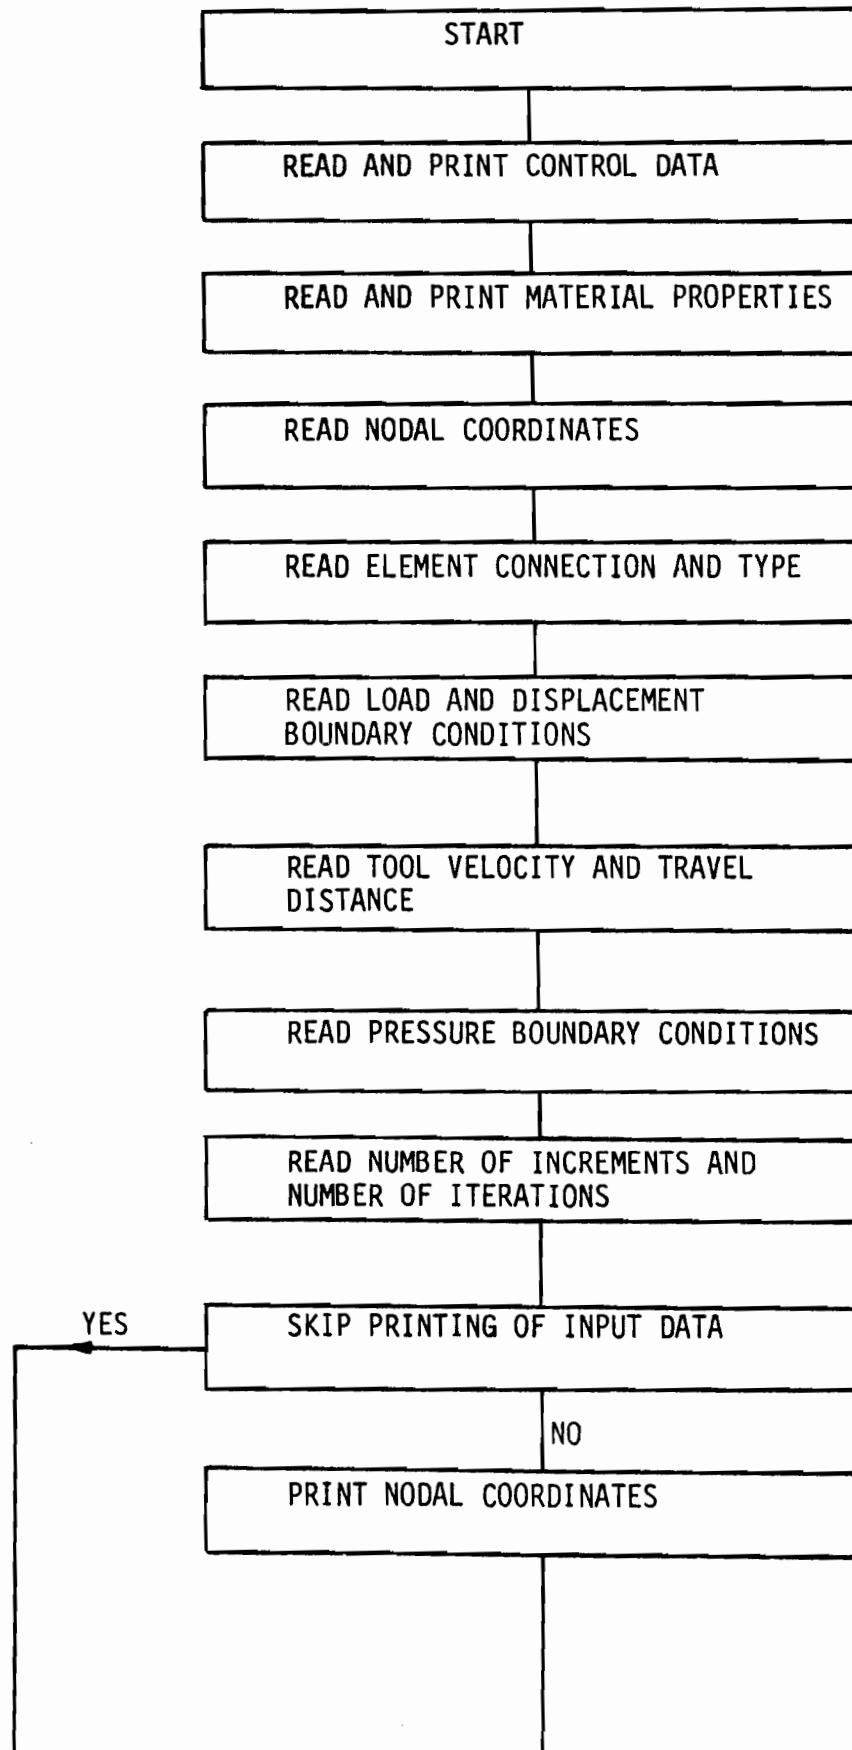 START
READ AND PRINT CONTROL DATA
READ AND PRINT MATERIAL PROPERTIES
READ NODAL COORDINATES
READ ELEMENT CONNECTION AND TYPE
READ LOAD AND DISPLACEMENT
BOUNDARY CONDITIONS
READ TOOL VELOCITY AND TRAVEL
DISTANCE
READ PRESSURE BOUNDARY CONDITIONS
READ NUMBER OF INCREMENTS AND
NUMBER OF ITERATIONS
YES
SKIP PRINTING OF INPUT DATA
NO
PRINT NODAL COORDINATES